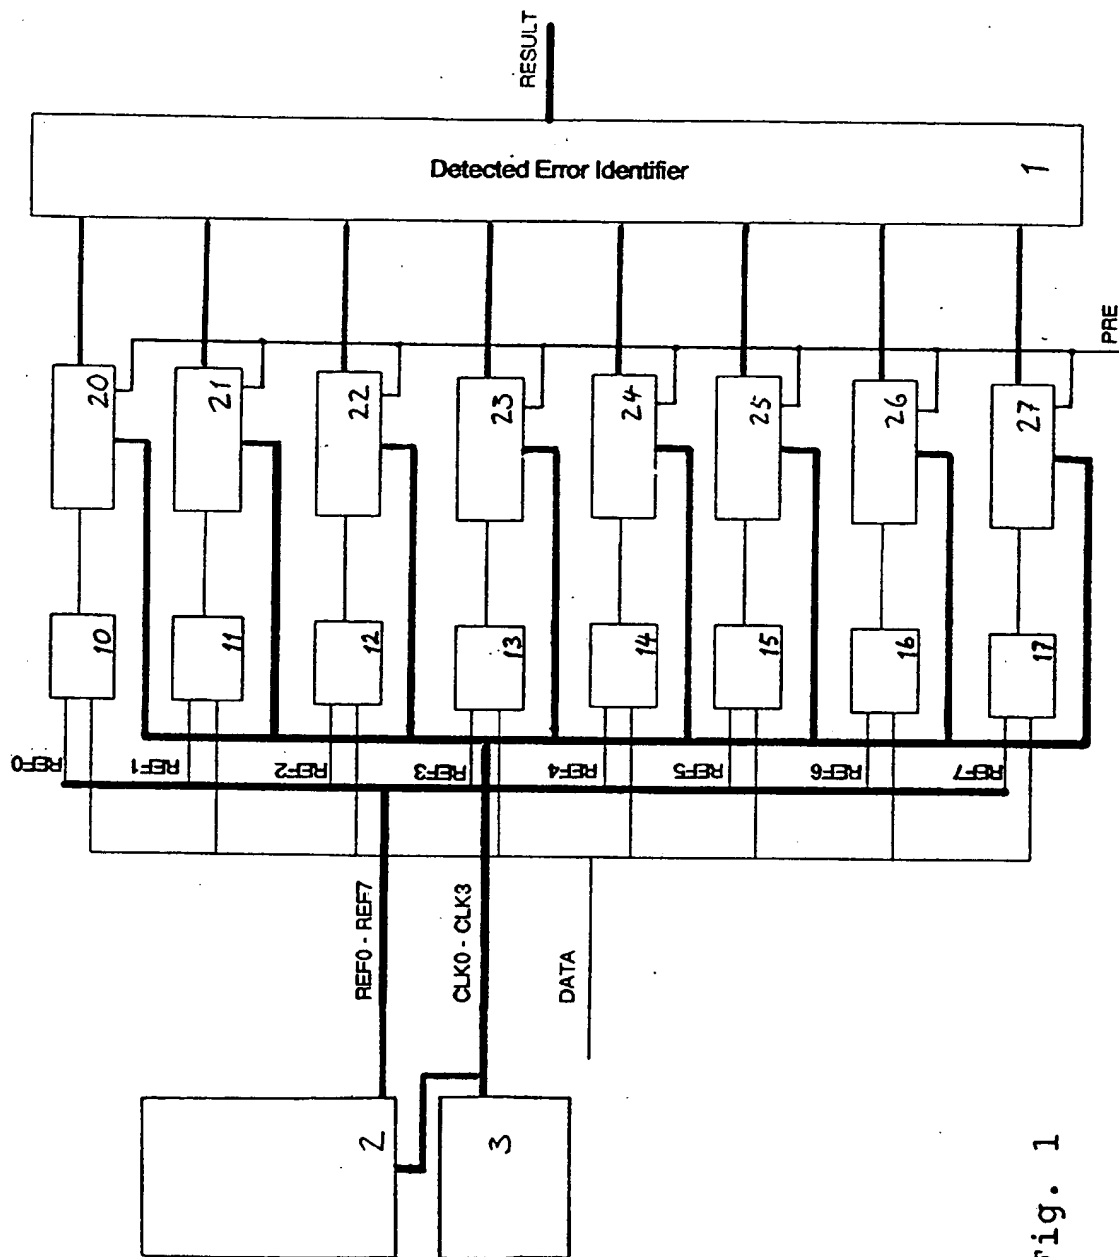 RESULT
Detected Error Identifier
1
20
21
22
23
24
25
26
27
PRE
10
11
12
13
14
15
16
17
REF0
REF1
REF2
REF3
REF4
REF5
REF6
REF7
REF0 - REF7
CLK0 - CLK3
DATA
2
3
Fig. 1